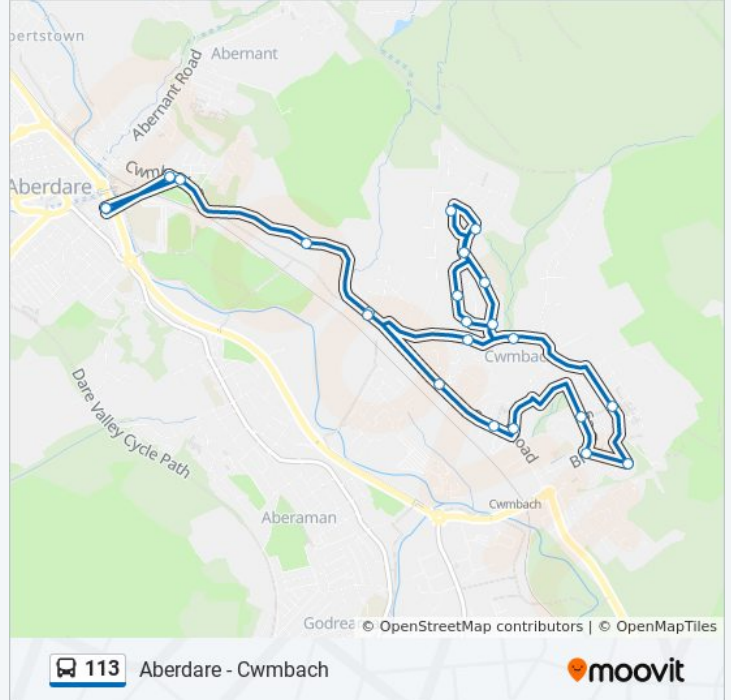 bertstown
Abernant
Abernant Road
Aberdare
Cwmbach
Dare Valley Cycle Path
Road
Cwmbach
Aberaman
Godrea
© OpenStreetMap contributors | © OpenMapTiles
113 Aberdare - Cwmbach
moovit